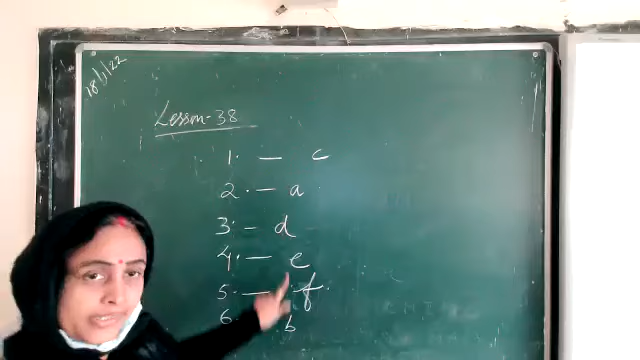 18/1/22
Lesson-38
1. — c
2. — a
3. — d
4. — e
5. — f.
6. b